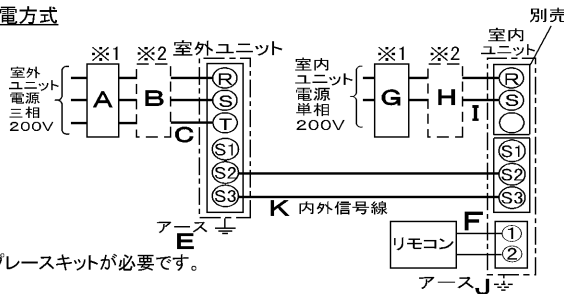 電方式
別売
※1
※2
室外ユニット
※1
※2
室内
ユニット
室外
ユニット
電源
三相
200V
A
B
C
R
S
T
S1
S2
S3
室内
ユニット
電源
単相
200V
G
H
I
R
S
S1
S2
S3
K 内外信号線
アース
E
F
リモコン
1
2
アース J
プレースキットが必要です。